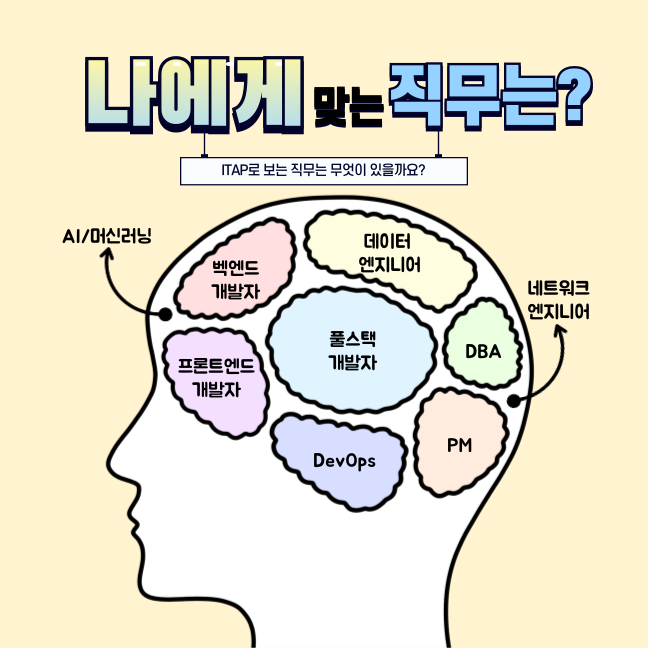 나에게 맞는 직무는?
ITAP로 보는 직무는 무엇이 있을까요?
AI/머신러닝
벡엔드
개발자
데이터
엔지니어
네트워크
엔지니어
프론트엔드
개발자
풀스택
개발자
DBA
DevOps
PM